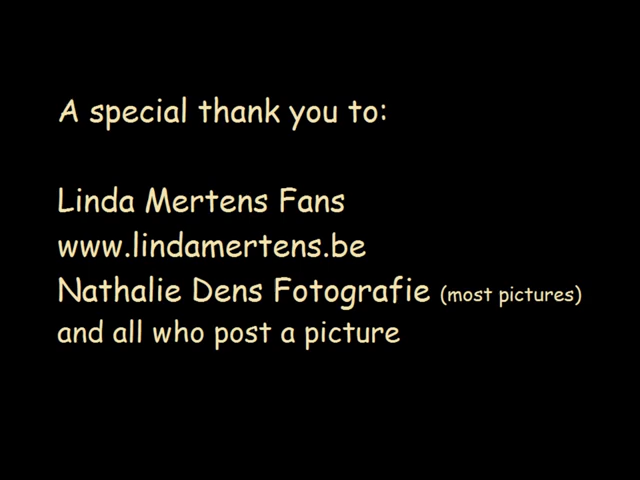 A special thank you to:
Linda Mertens Fans
www.lindamertens.be
Nathalie Dens Fotografie (most pictures)
and all who post a picture